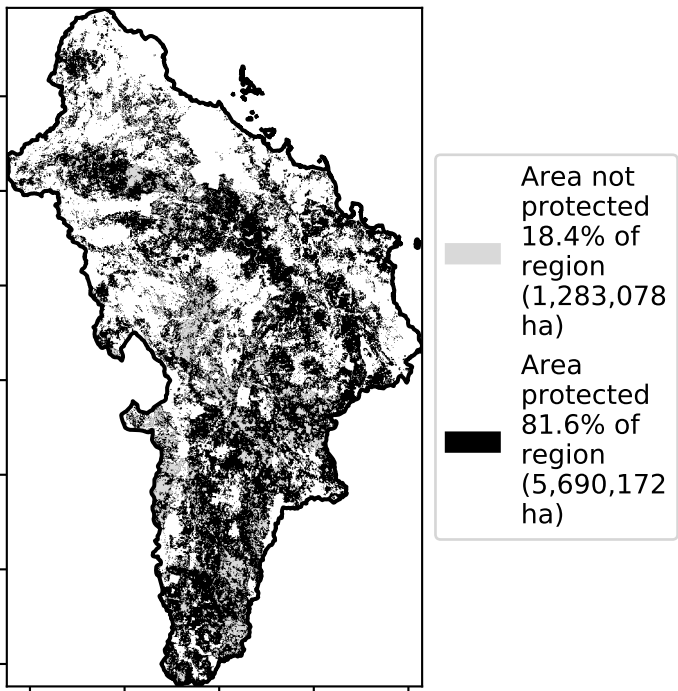 Area not
protected
18.4% of
region
(1,283,078
ha)
Area
protected
81.6% of
region
(5,690,172
ha)